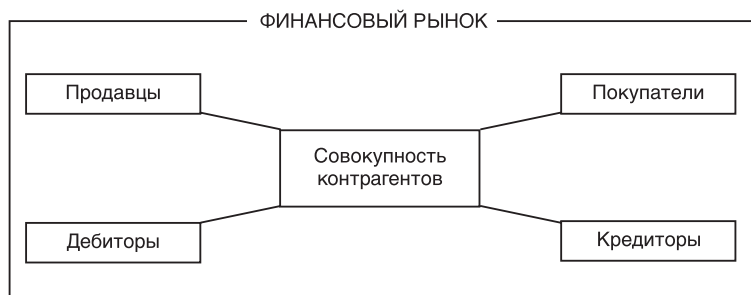 ФИНАНСОВЫЙ РЫНОК
Продавцы
Покупатели
Совокупность
контрагентов
Дебиторы
Кредиторы